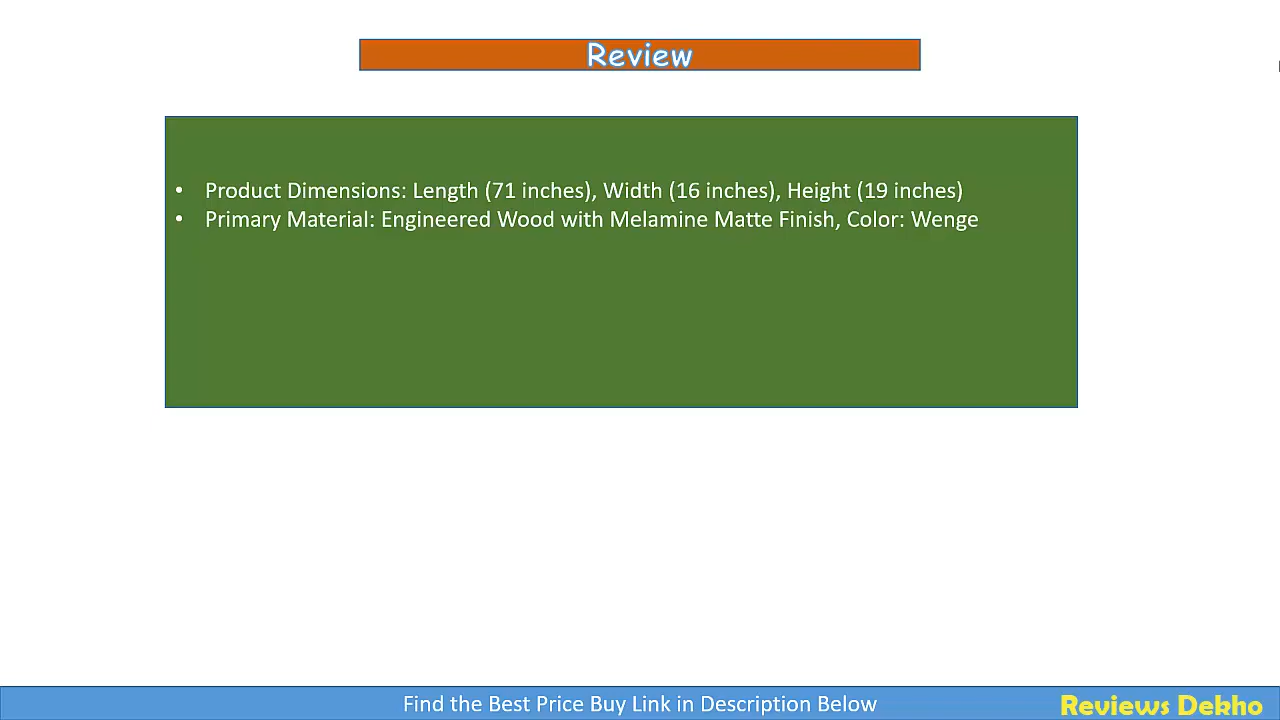 Review
• Product Dimensions: Length (71 inches), Width (16 inches), Height (19 inches)
• Primary Material: Engineered Wood with Melamine Matte Finish, Color: Wenge
Find the Best Price Buy Link in Description Below
Reviews Dekho